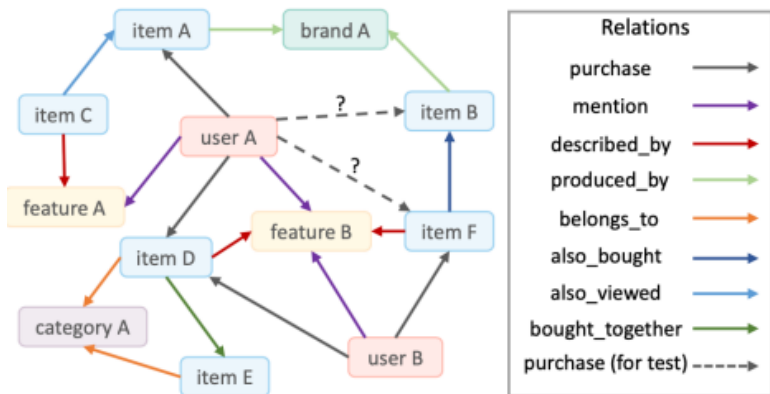 item A
brand A
item C
?
item B
user A
?
feature A
feature B
item F
item D
category A
user B
item E
Relations
purchase
mention
described_by
produced_by
belongs_to
also_bought
also_viewed
bought_together
purchase (for test)